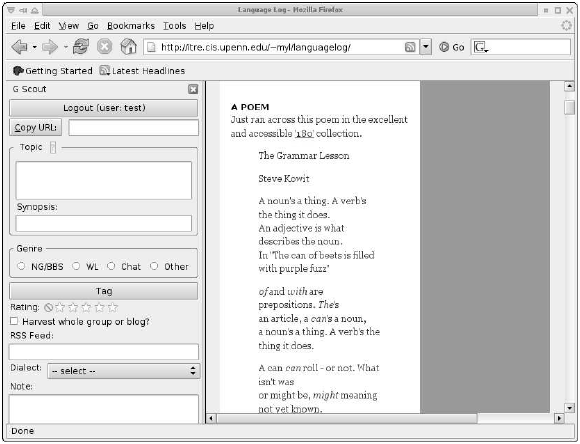 Language Log - Mozilla Firefox
File Edit View Go Bookmarks Tools Help
http://itre.cis.upenn.edu/~myl/languagelog/
Go
G
Getting Started Latest Headlines
G Scout
Logout (user: test)
Copy URL:
Topic
Synopsis:
Genre
NG/BBS WL Chat Other
Tag
Rating:
Harvest whole group or blog?
RSS Feed:
Dialect: -- select --
Note:
A POEM
Just ran across this poem in the excellent
and accessible '180' collection.
The Grammar Lesson
Steve Kowit
A noun's a thing. A verb's
the thing it does.
An adjective is what
describes the noun.
In "The can of beets is filled
with purple fuzz"
of and with are
prepositions. The's
an article, a can's a noun,
a noun's a thing. A verb's the
thing it does.
A can can roll - or not. What
isn't was
or might be, might meaning
not yet known.
Done